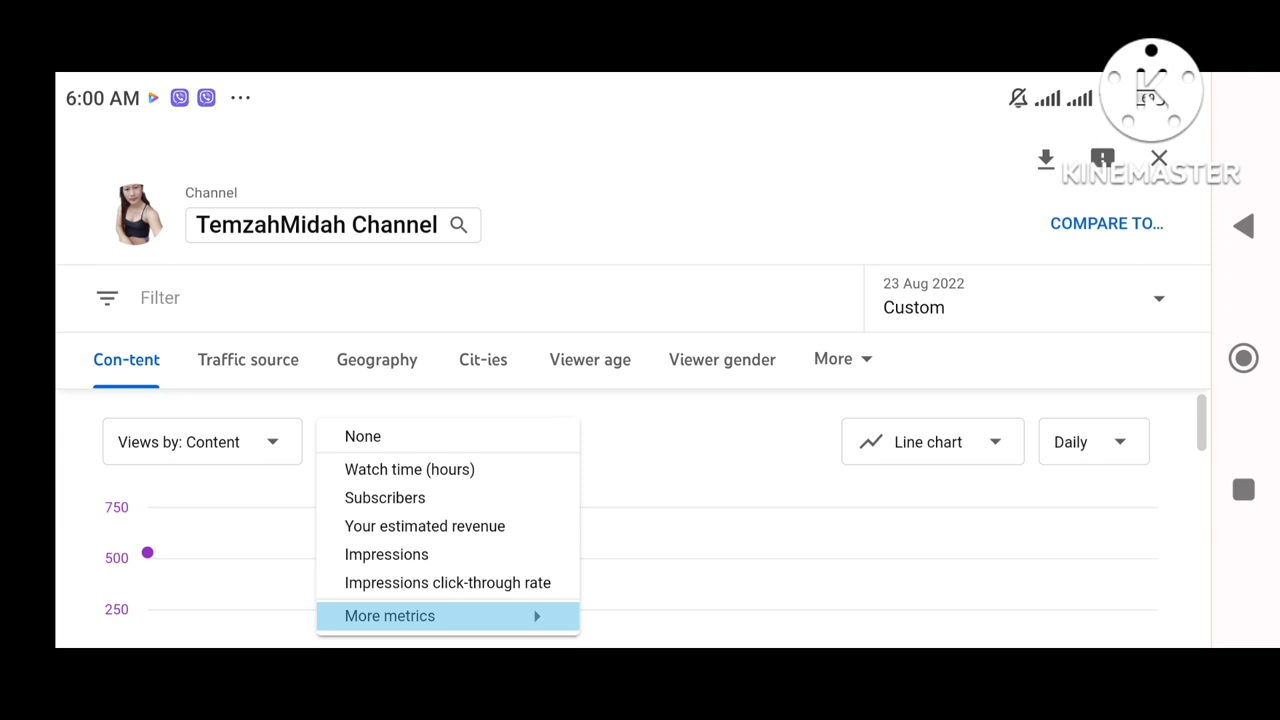 6:00 AM
KINEMASTER
Channel
TemzahMidah Channel
COMPARE TO...
Filter
23 Aug 2022
Custom
Con-tent Traffic source Geography Cit-ies Viewer age Viewer gender More
Views by: Content
None
Line chart
Daily
Watch time (hours)
Subscribers
Your estimated revenue
Impressions
Impressions click-through rate
More metrics
750
500
250